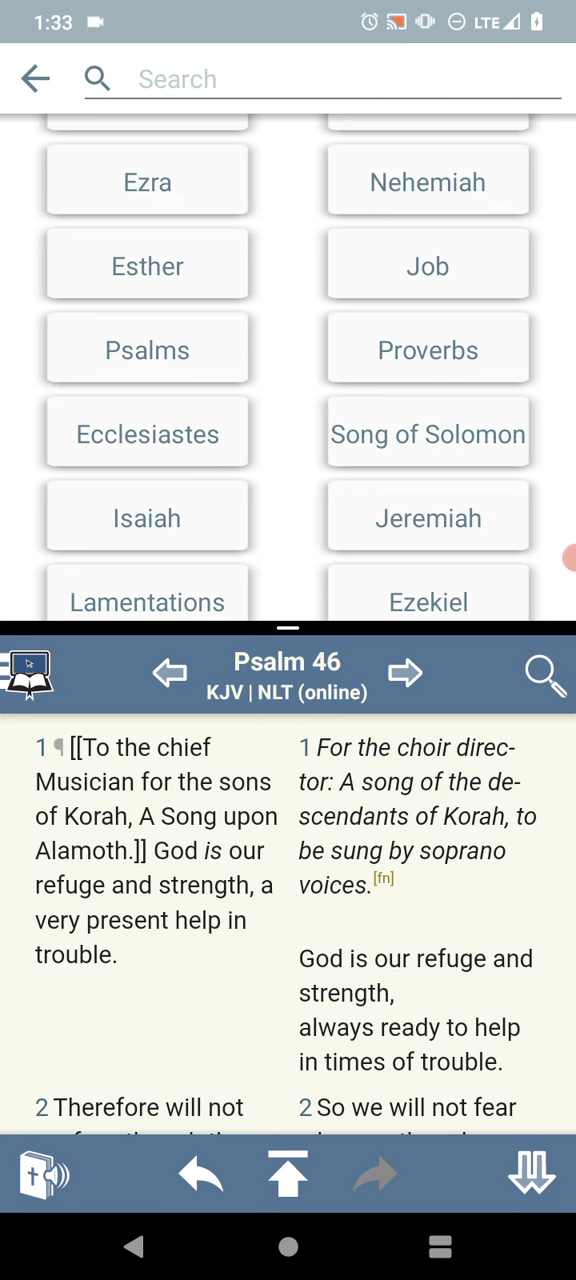 1:33
LTE
Search
Ezra
Nehemiah
Esther
Job
Psalms
Proverbs
Ecclesiastes
Song of Solomon
Isaiah
Jeremiah
Lamentations
Ezekiel
Psalm 46
KJV | NLT (online)
1 ¶ [[To the chief
Musician for the sons
of Korah, A Song upon
Alamoth.]] God is our
refuge and strength, a
very present help in
trouble.
2 Therefore will not
1 For the choir direc-
tor: A song of the de-
scendants of Korah, to
be sung by soprano
voices.[fn]
God is our refuge and
strength,
always ready to help
in times of trouble.
2 So we will not fear